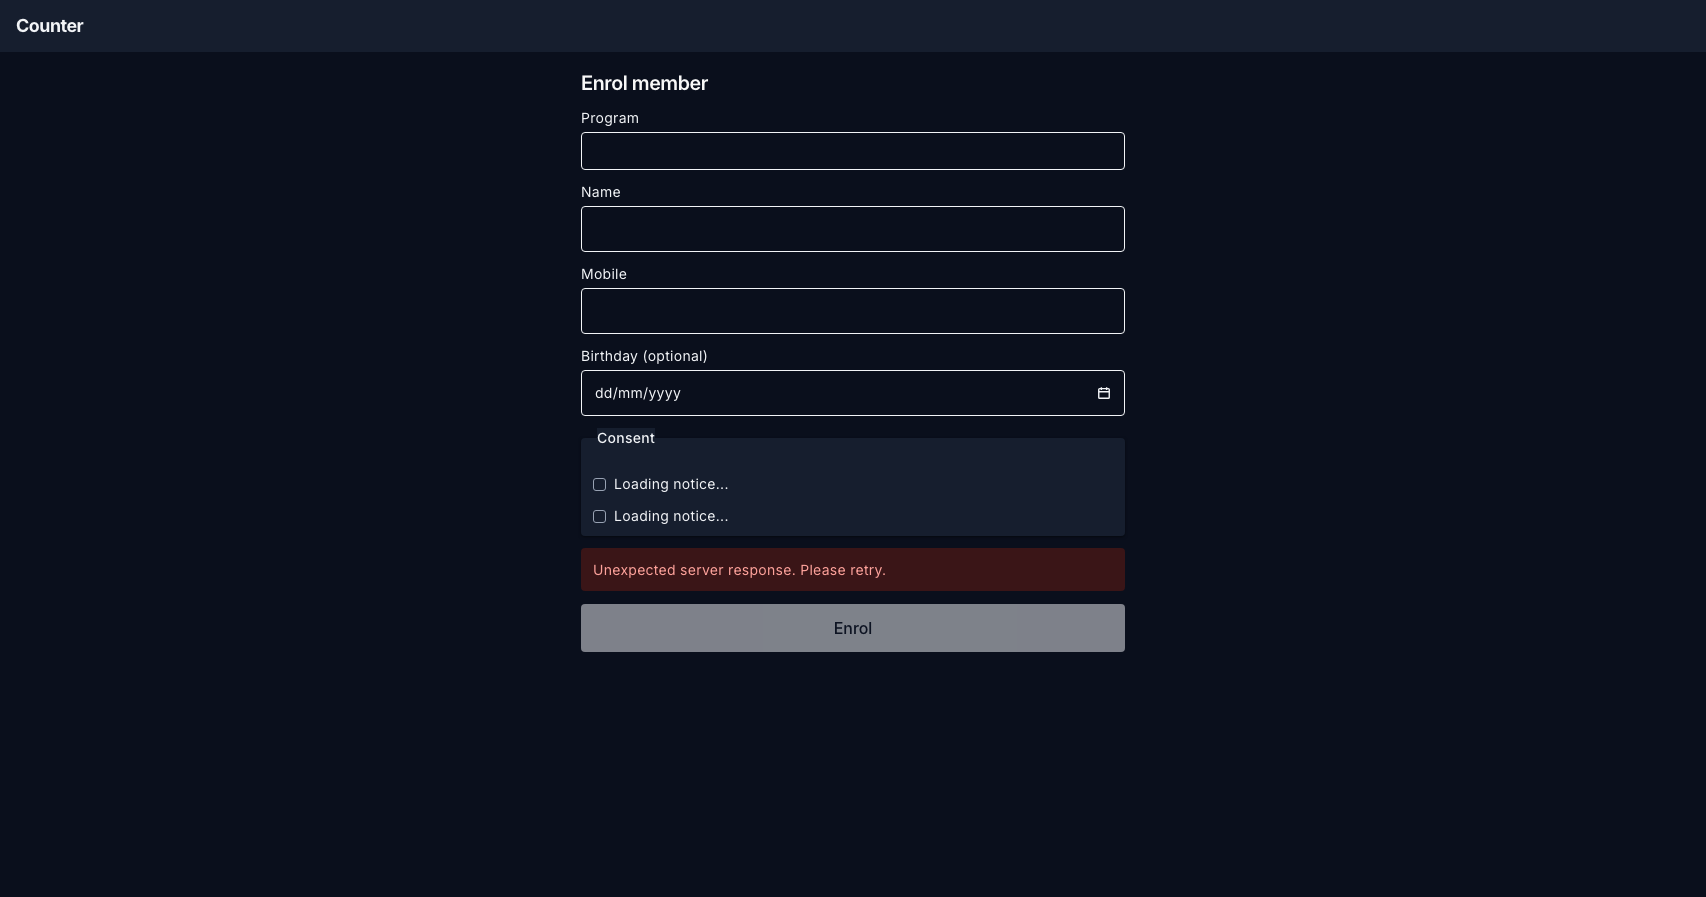 Counter
Enrol member
Program
Name
Mobile
Birthday (optional)
dd/mm/yyyy
Consent
Loading notice...
Loading notice...
Unexpected server response. Please retry.
Enrol